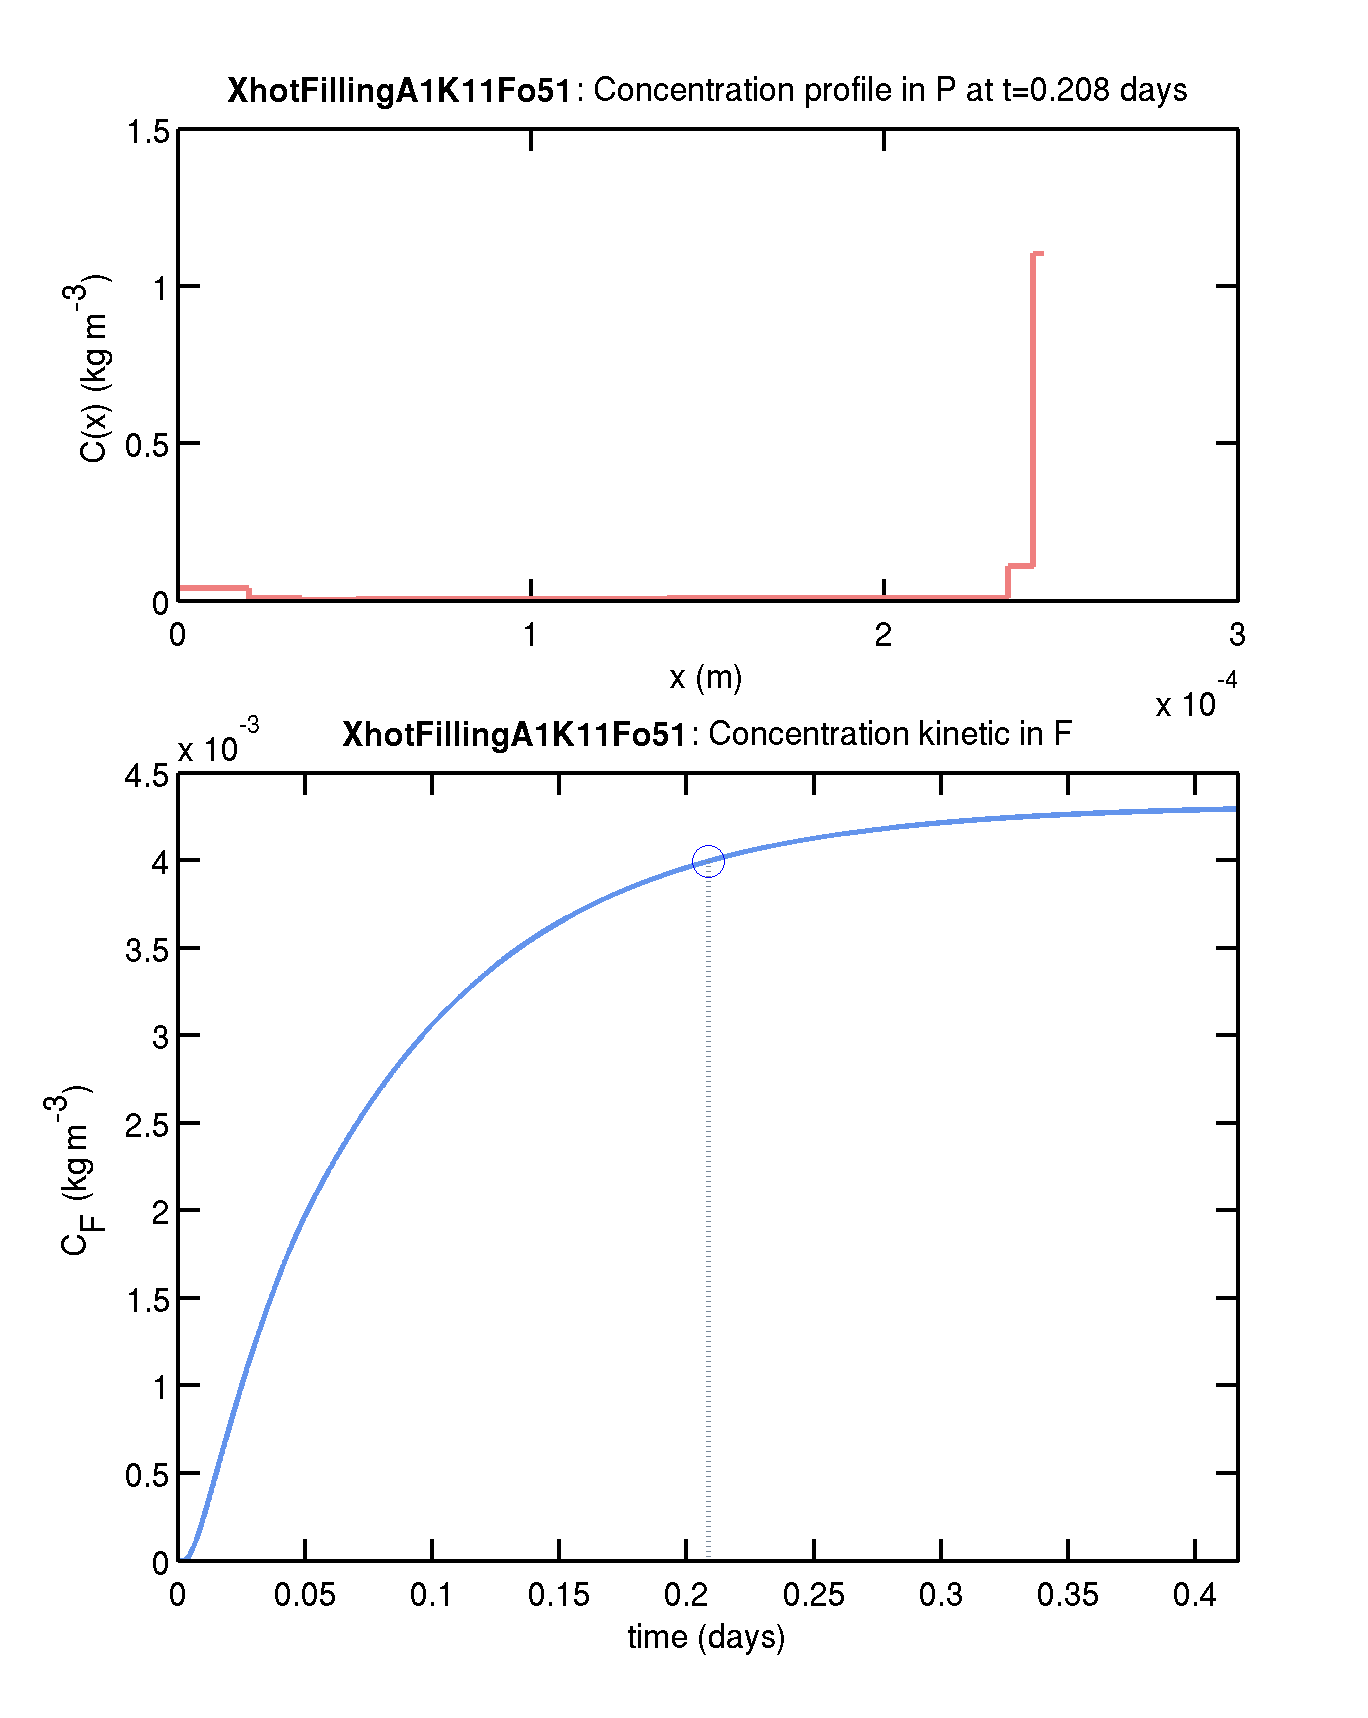 XhotFillingA1K11Fo51: Concentration profile in P at t=0.208 days
1.5
1
0.5
0
C(x) (kg m-3)
0 1 2 3
x (m)
x 10-4
XhotFillingA1K11Fo51: Concentration kinetic in F
x 10-3
4.5
4
3.5
3
2.5
2
1.5
1
0.5
0
CF (kg m-3)
0 0.05 0.1 0.15 0.2 0.25 0.3 0.35 0.4
time (days)